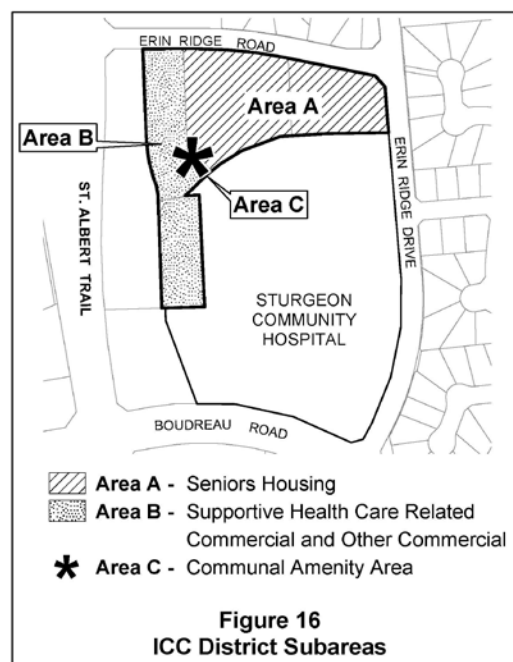 ERIN RIDGE ROAD
Area A
Area B
Area C
ST. ALBERT TRAIL
ERIN RIDGE DRIVE
STURGEON
COMMUNITY
HOSPITAL
BOUDREAU ROAD
Area A - Seniors Housing
Area B - Supportive Health Care Related
Commercial and Other Commercial
Area C - Communal Amenity Area
Figure 16
ICC District Subareas